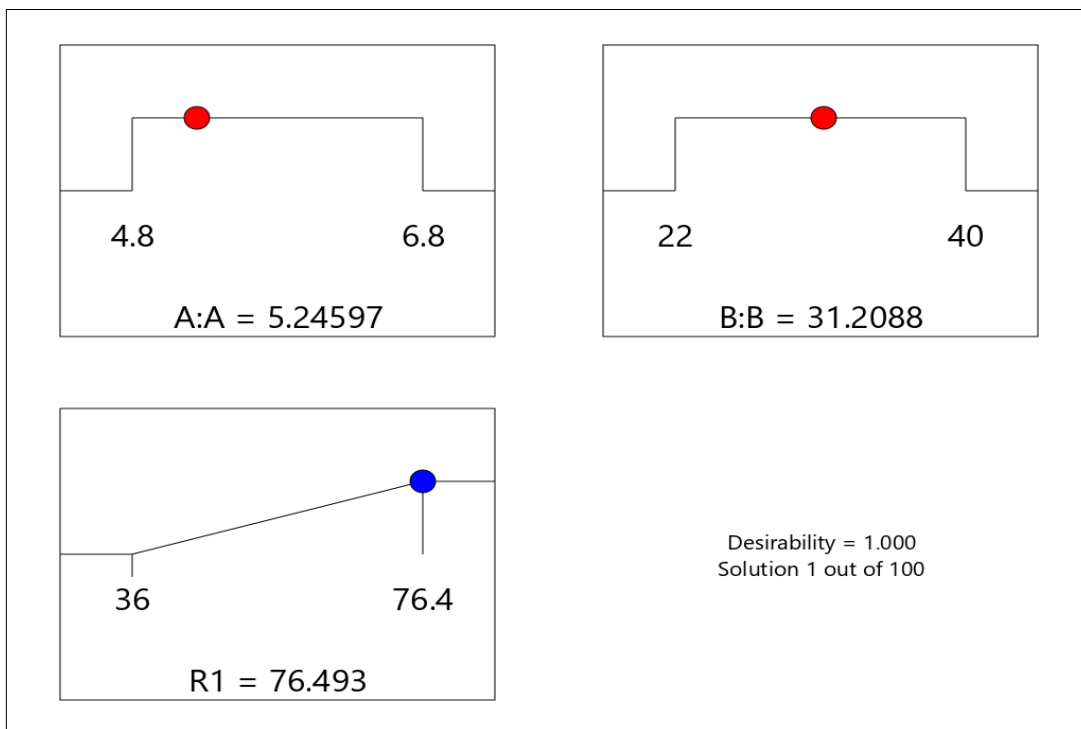 4.8 6.8
A:A = 5.24597
22 40
B:B = 31.2088
36 76.4
R1 = 76.493
Desirability = 1.000
Solution 1 out of 100